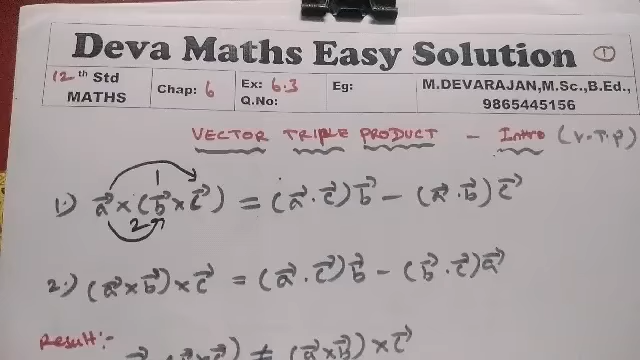 Deva Maths Easy Solution ①
12th Std MATHS
Chap: 6
Ex: 6.3
Q.No:
Eg:
M.DEVARAJAN,M.Sc.,B.Ed.,
9865445156
VECTOR TRIPLE PRODUCT - Intro (V.T.P)
1
1.) a⃗ × (b⃗ × c⃗) = (a⃗ · c⃗) b⃗ − (a⃗ · b⃗) c⃗
2
2.) (a⃗ × b⃗) × c⃗ = (a⃗ · c⃗) b⃗ − (b⃗ · c⃗) a⃗
Result:-
≠ (a⃗ × b⃗) × c⃗